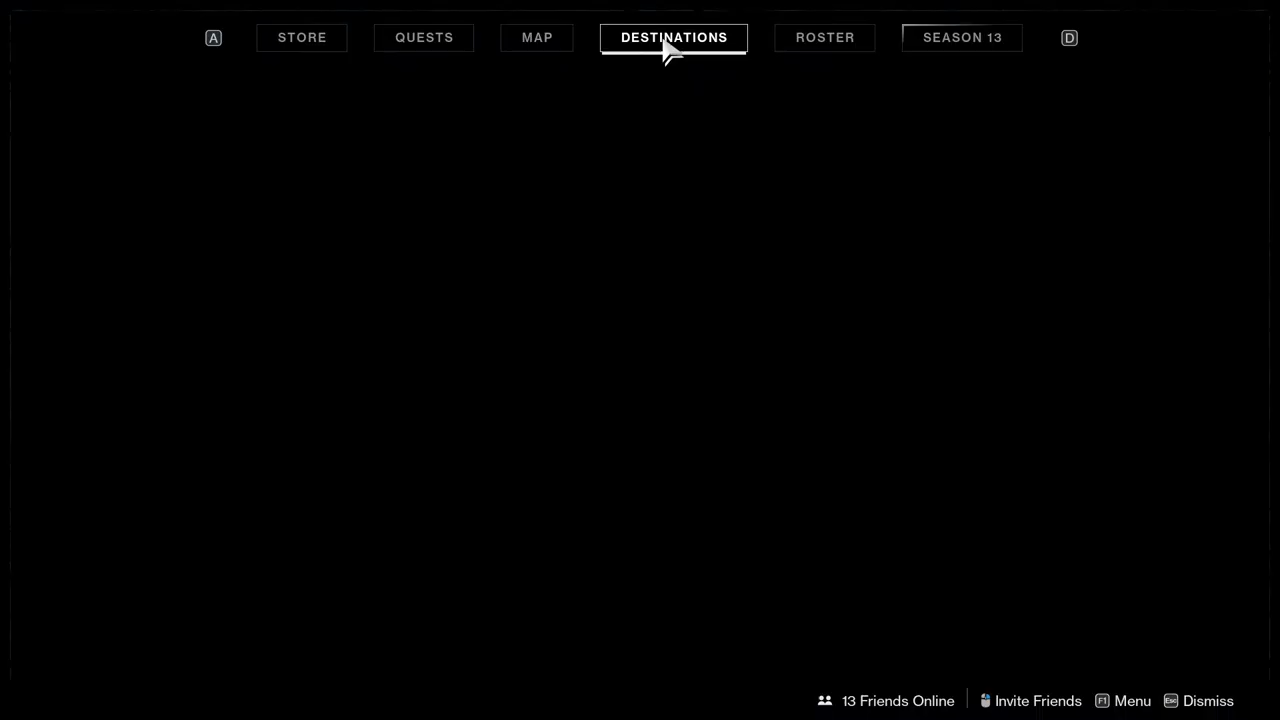 A STORE QUESTS MAP DESTINATIONS ROSTER SEASON 13 D
13 Friends Online Invite Friends F1 Menu Esc Dismiss